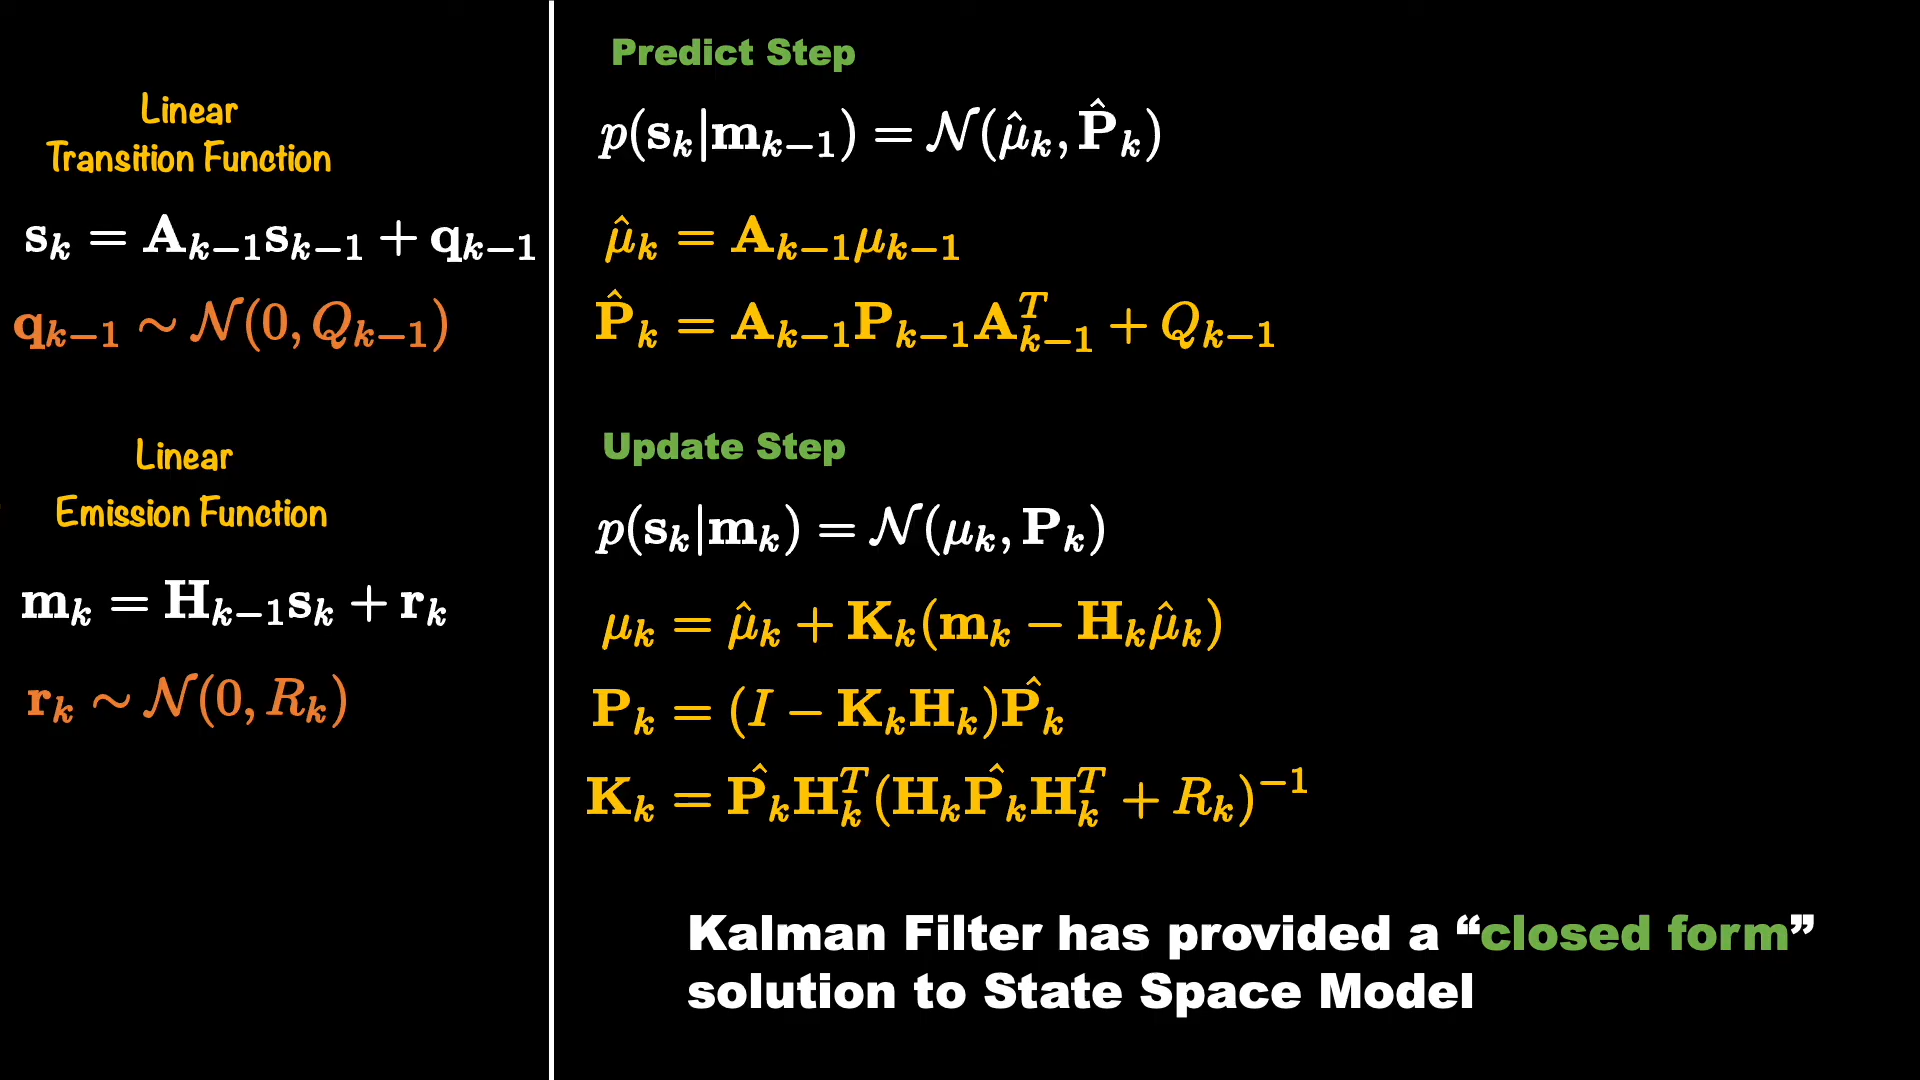 Linear
Transition Function
𝐬ₖ = 𝐀ₖ₋₁𝐬ₖ₋₁ + 𝐪ₖ₋₁
𝐪ₖ₋₁ ∼ 𝒩(0, Qₖ₋₁)
Linear
Emission Function
𝐦ₖ = 𝐇ₖ₋₁𝐬ₖ + 𝐫ₖ
𝐫ₖ ∼ 𝒩(0, Rₖ)
Predict Step
p(𝐬ₖ|𝐦ₖ₋₁) = 𝒩(μ̂ₖ, 𝐏̂ₖ)
μ̂ₖ = 𝐀ₖ₋₁μₖ₋₁
𝐏̂ₖ = 𝐀ₖ₋₁𝐏ₖ₋₁𝐀ᵀₖ₋₁ + Qₖ₋₁
Update Step
p(𝐬ₖ|𝐦ₖ) = 𝒩(μₖ, 𝐏ₖ)
μₖ = μ̂ₖ + 𝐊ₖ(𝐦ₖ − 𝐇ₖμ̂ₖ)
𝐏ₖ = (I − 𝐊ₖ𝐇ₖ)𝐏̂ₖ
𝐊ₖ = 𝐏̂ₖ𝐇ᵀₖ(𝐇ₖ𝐏̂ₖ𝐇ᵀₖ + Rₖ)⁻¹
Kalman Filter has provided a “closed form”
solution to State Space Model